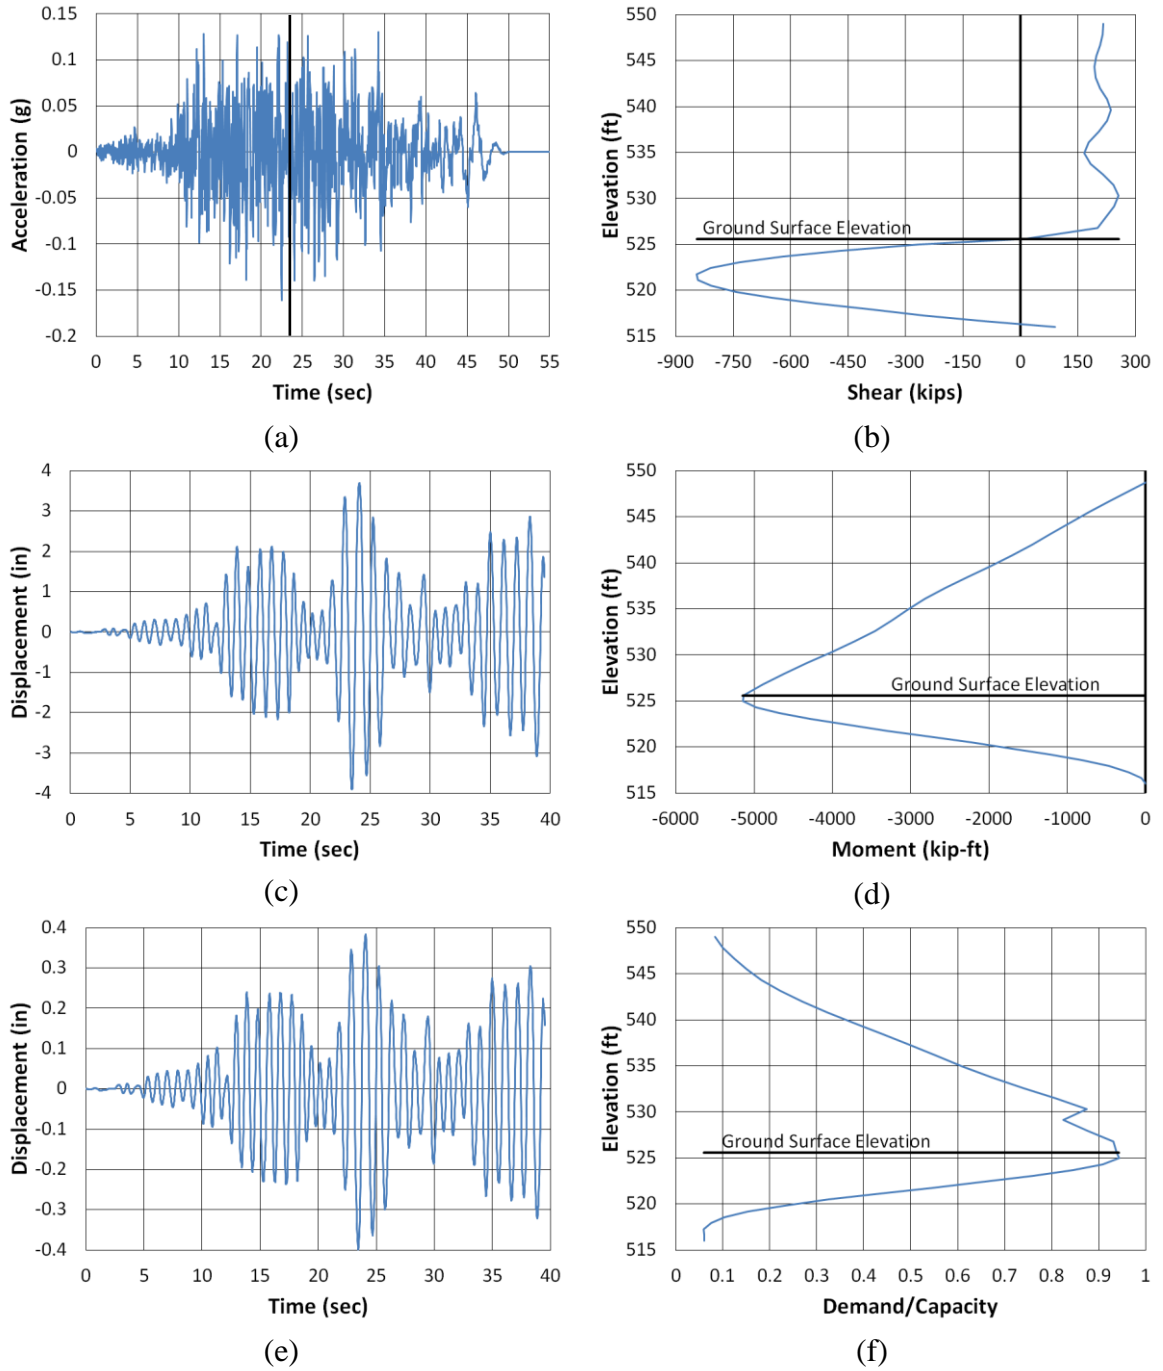 0.15
0.1
0.05
0
-0.05
-0.1
-0.15
-0.2
Acceleration (g)
0 5 10 15 20 25 30 35 40 45 50 55
Time (sec)
(a)
550
545
540
535
530
525
520
515
Elevation (ft)
Ground Surface Elevation
-900 -750 -600 -450 -300 -150 0 150 300
Shear (kips)
(b)
4
3
2
1
0
-1
-2
-3
-4
Displacement (in)
0 5 10 15 20 25 30 35 40
Time (sec)
(c)
550
545
540
535
530
525
520
515
Elevation (ft)
Ground Surface Elevation
-6000 -5000 -4000 -3000 -2000 -1000 0
Moment (kip-ft)
(d)
0.4
0.3
0.2
0.1
0
-0.1
-0.2
-0.3
-0.4
Displacement (in)
0 5 10 15 20 25 30 35 40
Time (sec)
(e)
550
545
540
535
530
525
520
515
Elevation (ft)
Ground Surface Elevation
0 0.1 0.2 0.3 0.4 0.5 0.6 0.7 0.8 0.9 1
Demand/Capacity
(f)